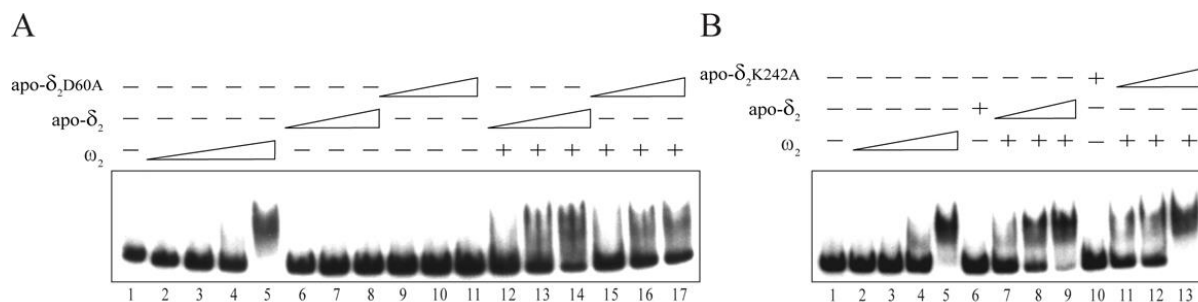 A
apo-δ₂D60A – – – – – – – – – – –
apo-δ₂ – – – – – – – – – – –
ω₂ – – – – – – – + + + + + +
1 2 3 4 5 6 7 8 9 10 11 12 13 14 15 16 17
B
apo-δ₂K242A – – – – – – – – – +
apo-δ₂ – – – – – + – – – –
ω₂ – – + + + – + + +
1 2 3 4 5 6 7 8 9 10 11 12 13